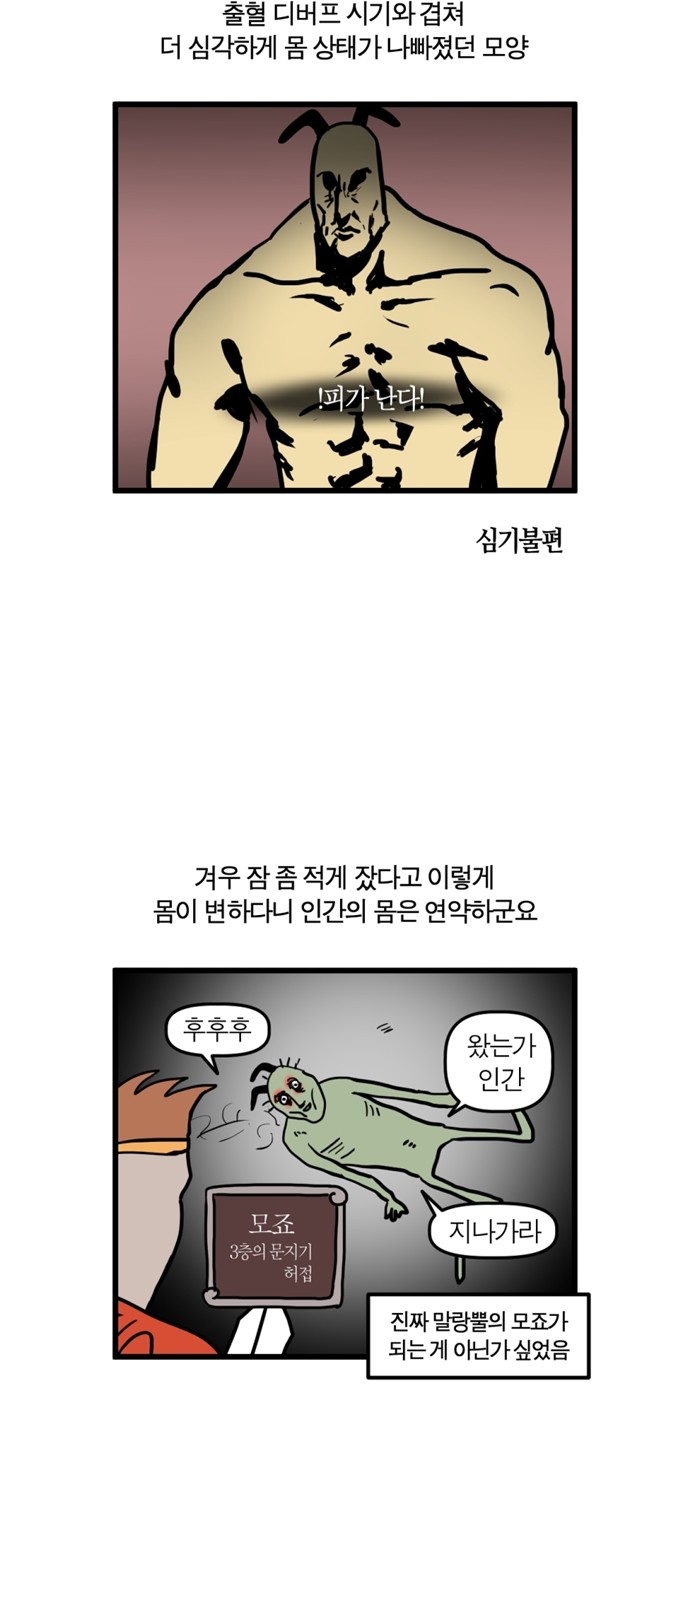 출혈 디버프 시기와 겹쳐
더 심각하게 몸 상태가 나빠졌던 모양
!피가 난다!
심기불편
겨우 잠 좀 적게 잤다고 이렇게
몸이 변하다니 인간의 몸은 연약하군요
후후후
왔는가
인간
모죠
3층의 문지기
허접
지나가라
진짜 말랑뿔의 모죠가
되는 게 아닌가 싶었음